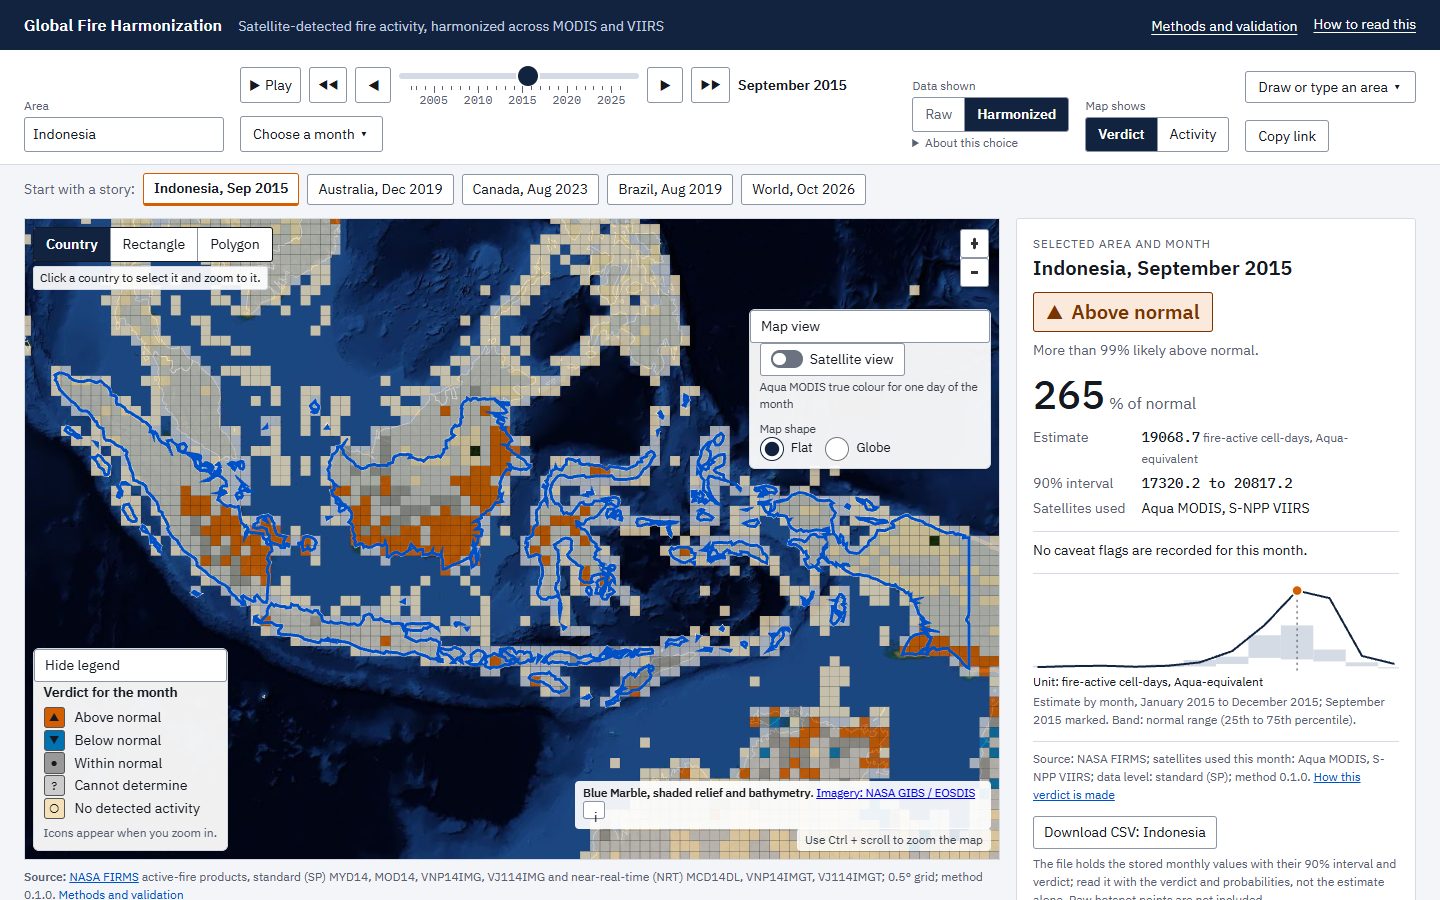 Global Fire Harmonization Satellite-detected fire activity, harmonized across MODIS and VIIRS Methods and validation How to read this
Area
Indonesia
▶ Play ◀◀ ◀ 2005 2010 2015 2020 2025 ▶ ▶▶ September 2015
Choose a month ▼
Data shown
Raw Harmonized
▶ About this choice
Map shows
Verdict Activity
Draw or type an area ▼
Copy link
Start with a story: Indonesia, Sep 2015 Australia, Dec 2019 Canada, Aug 2023 Brazil, Aug 2019 World, Oct 2026
Country Rectangle Polygon
Click a country to select it and zoom to it.
+
-
Map view
Satellite view
Aqua MODIS true colour for one day of the
month
Map shape
Flat Globe
Hide legend
Verdict for the month
▲ Above normal
▼ Below normal
● Within normal
? Cannot determine
○ No detected activity
Icons appear when you zoom in.
Blue Marble, shaded relief and bathymetry. Imagery: NASA GIBS / EOSDIS
i
Use Ctrl + scroll to zoom the map
Source: NASA FIRMS active-fire products, standard (SP) MYD14, MOD14, VNP14IMG, VJ114IMG and near-real-time (NRT) MCD14DL, VNP14IMGT, VJ114IMGT; 0.5° grid; method
0.1.0. Methods and validation
SELECTED AREA AND MONTH
Indonesia, September 2015
▲ Above normal
More than 99% likely above normal.
265 % of normal
Estimate 19068.7 fire-active cell-days, Aqua-
equivalent
90% interval 17320.2 to 20817.2
Satellites used Aqua MODIS, S-NPP VIIRS
No caveat flags are recorded for this month.
Unit: fire-active cell-days, Aqua-equivalent
Estimate by month, January 2015 to December 2015; September
2015 marked. Band: normal range (25th to 75th percentile).
Source: NASA FIRMS; satellites used this month: Aqua MODIS, S-
NPP VIIRS; data level: standard (SP); method 0.1.0. How this
verdict is made
Download CSV: Indonesia
The file holds the stored monthly values with their 90% interval and
verdict; read it with the verdict and probabilities, not the estimate
alone. Raw hotspot points are not included.